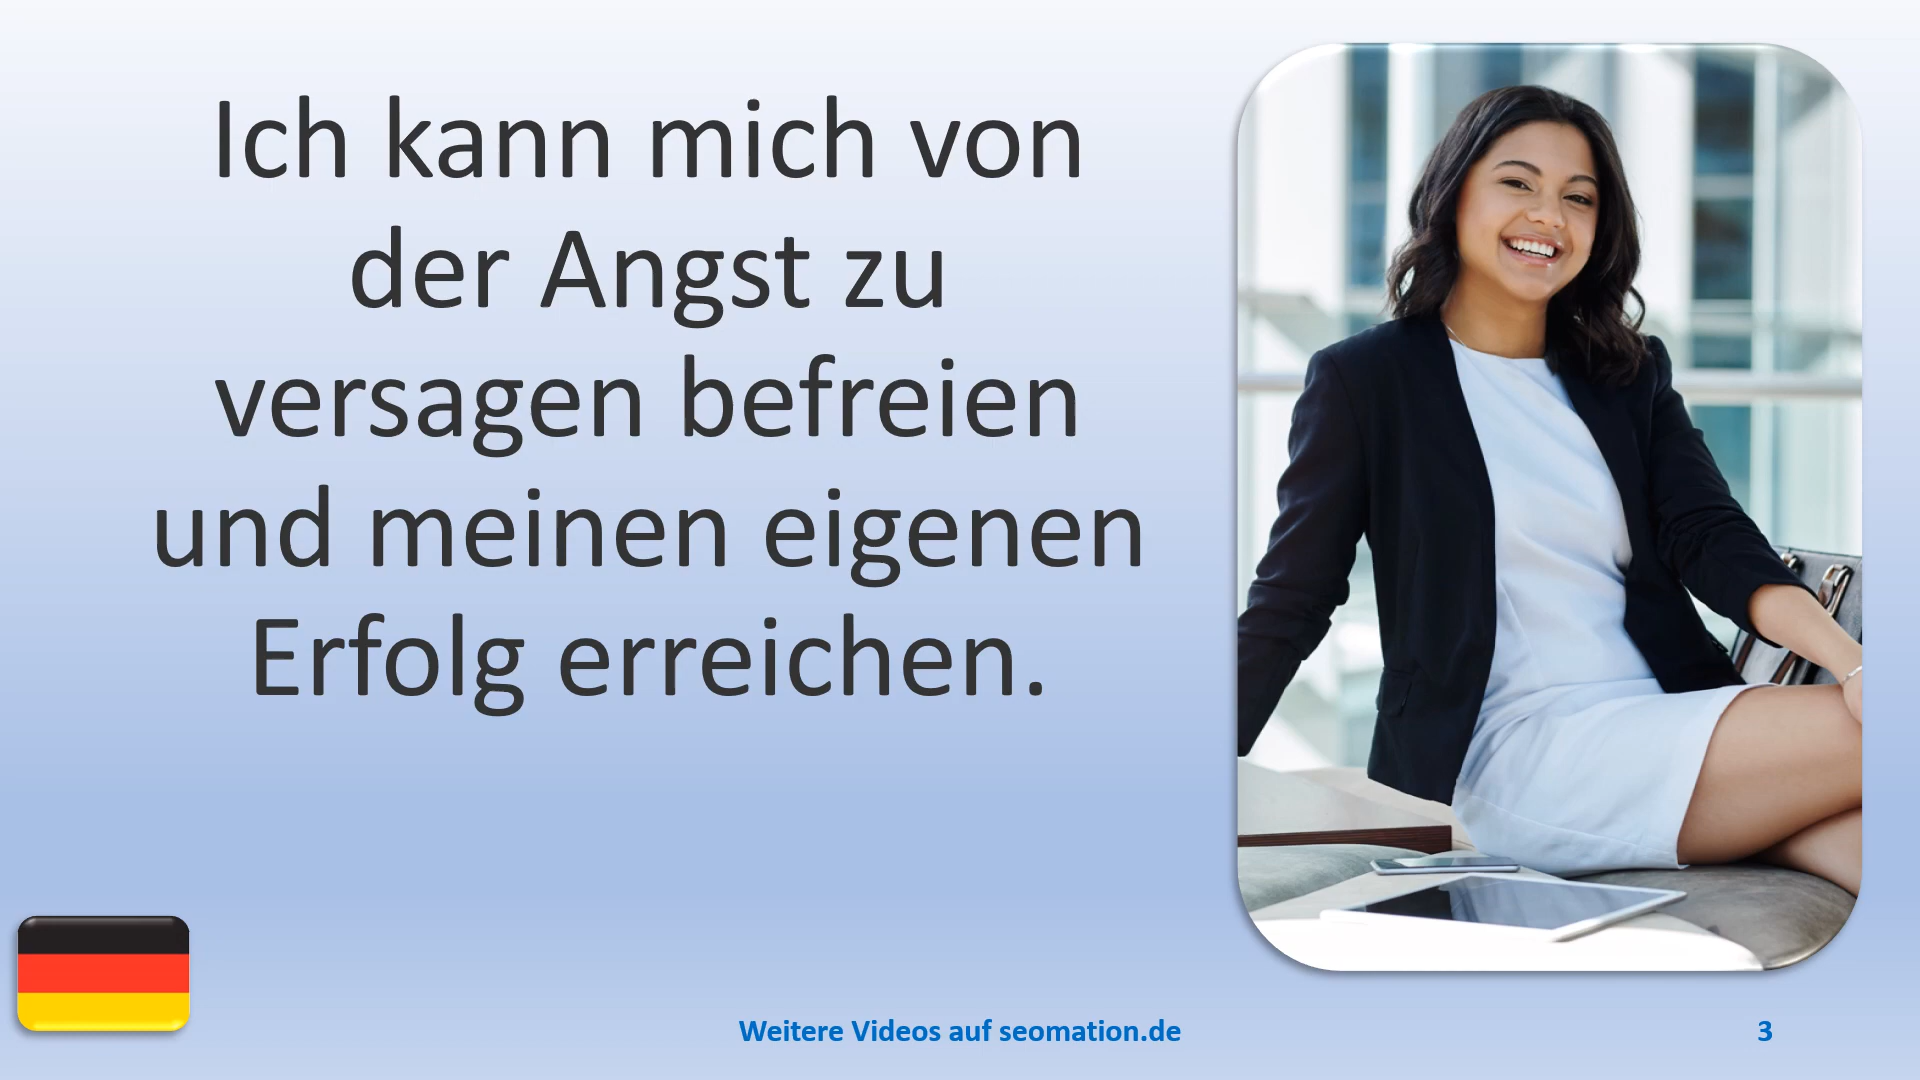 Ich kann mich von
der Angst zu
versagen befreien
und meinen eigenen
Erfolg erreichen.
Weitere Videos auf seomation.de
3